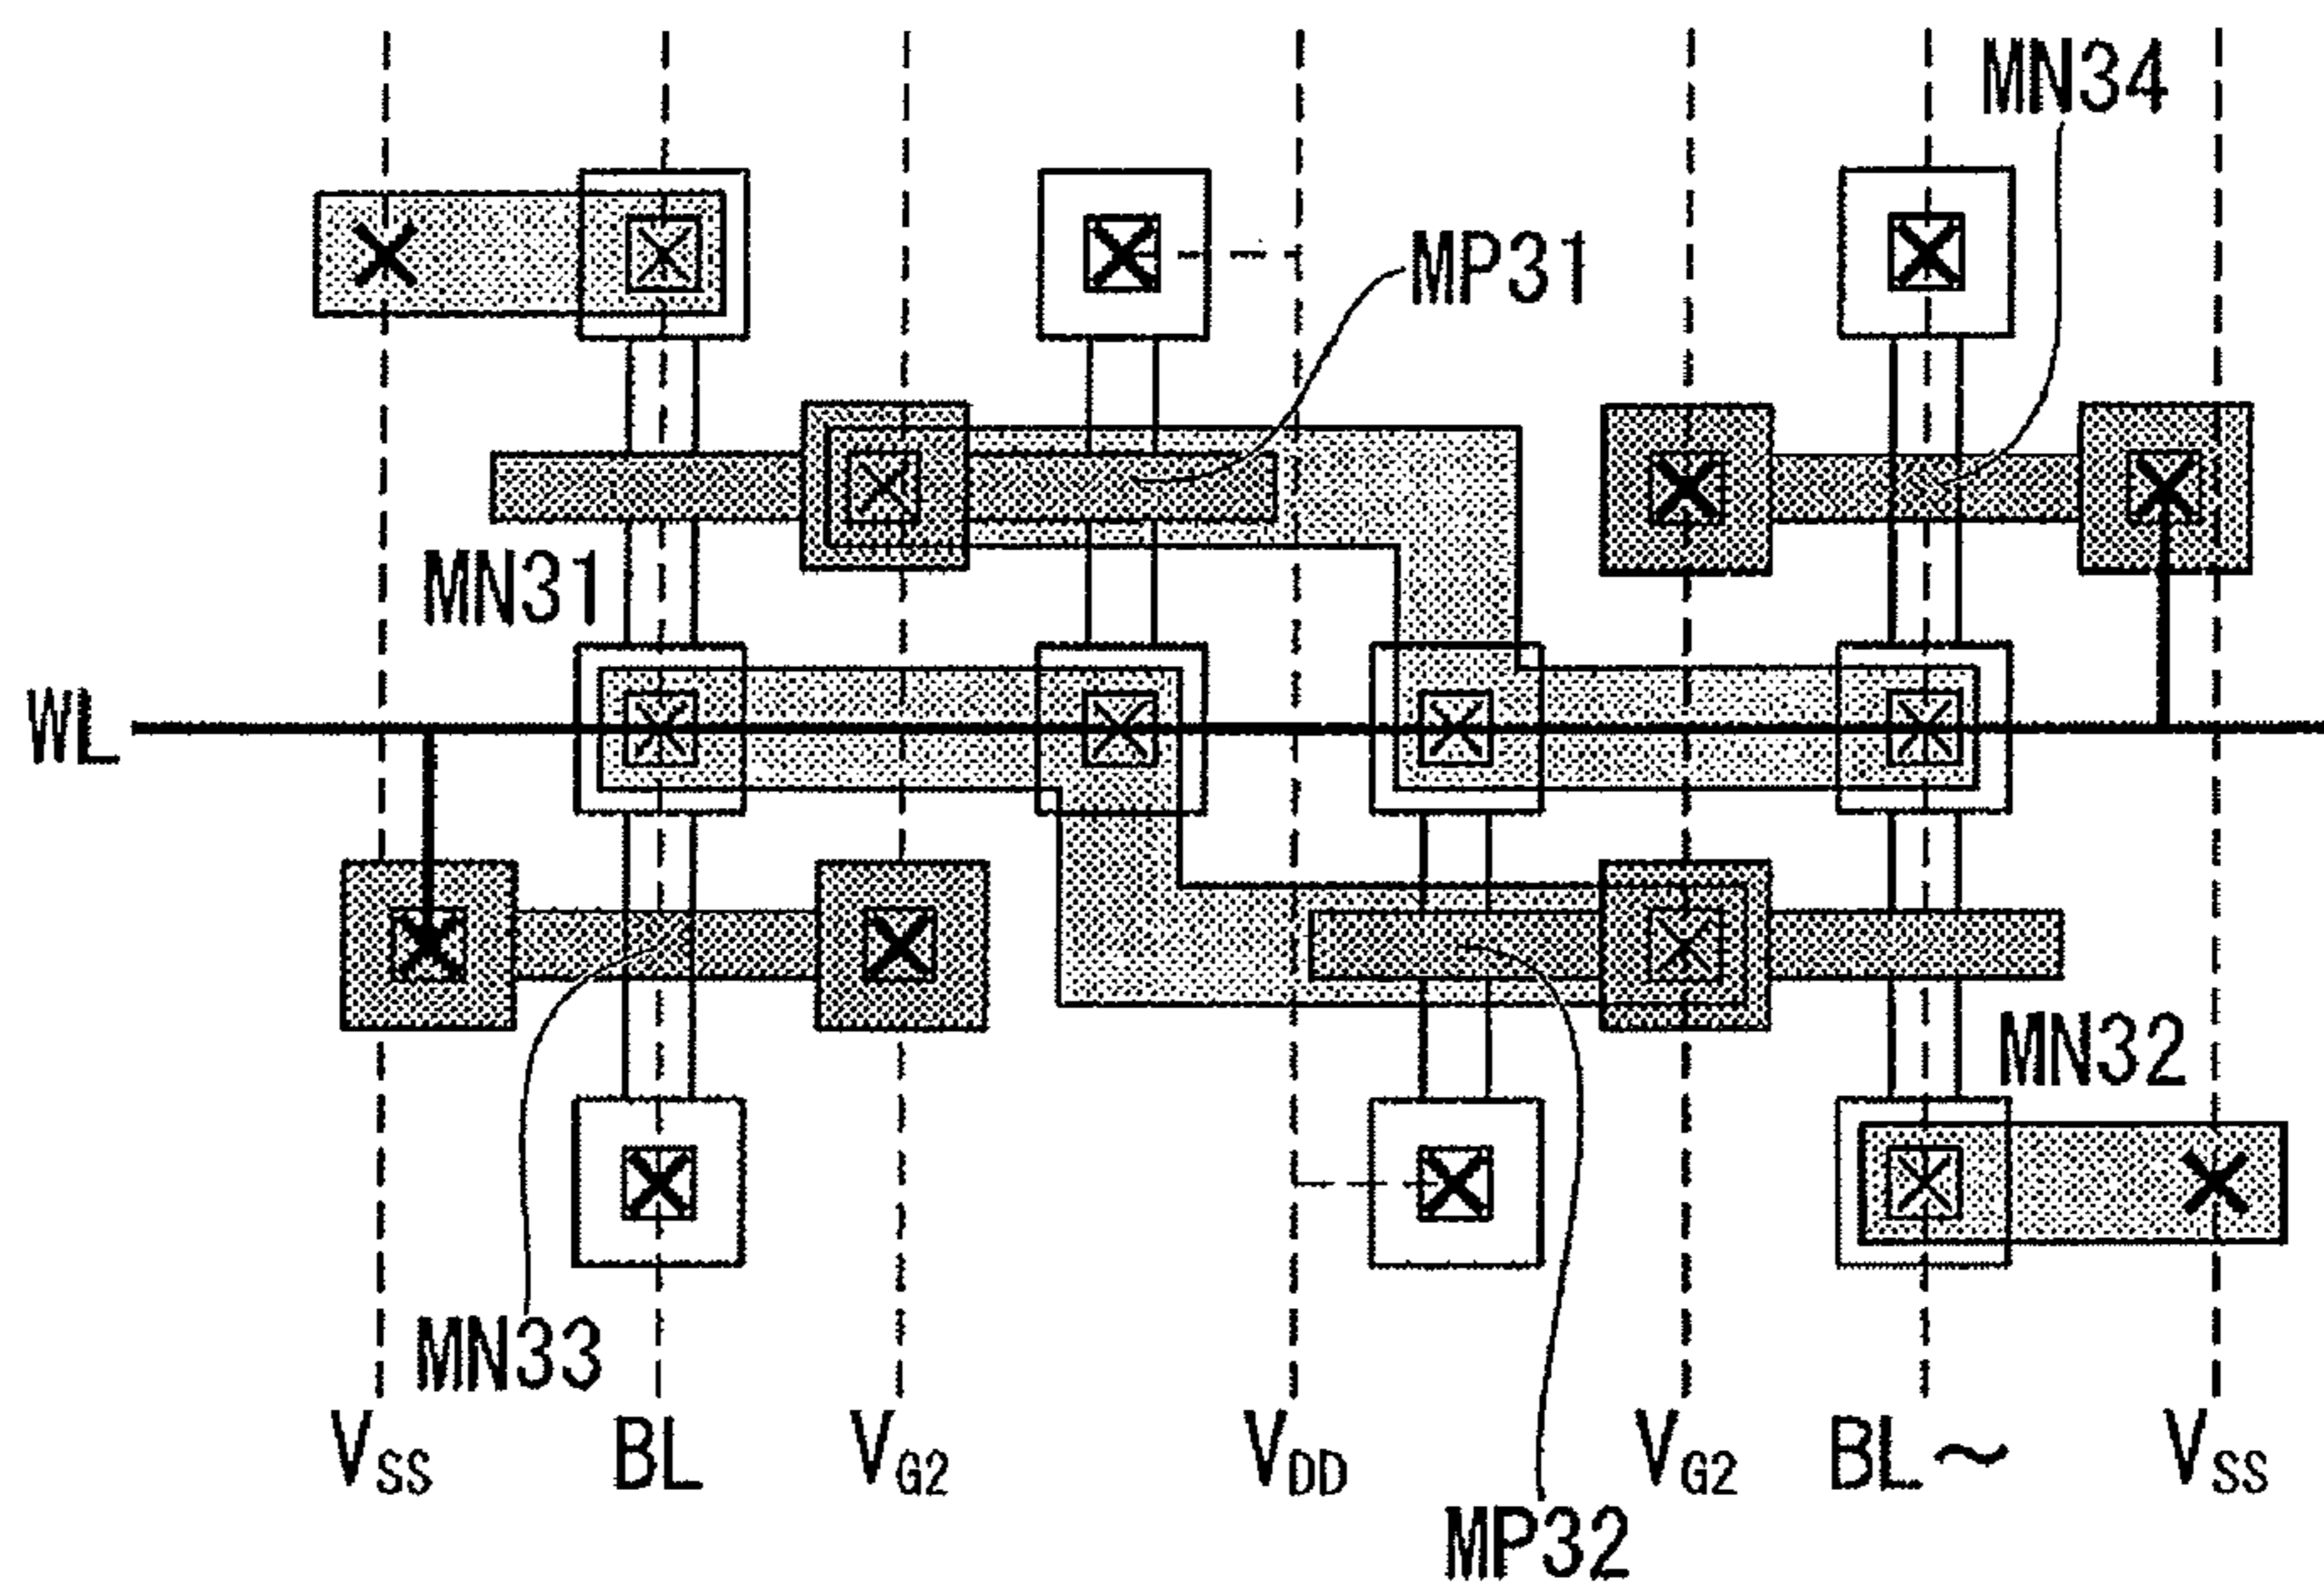 MN34
MP31
MN31
WL
MN32
MN33
VSS BL VG2 VDD VG2 BL～ VSS
MP32